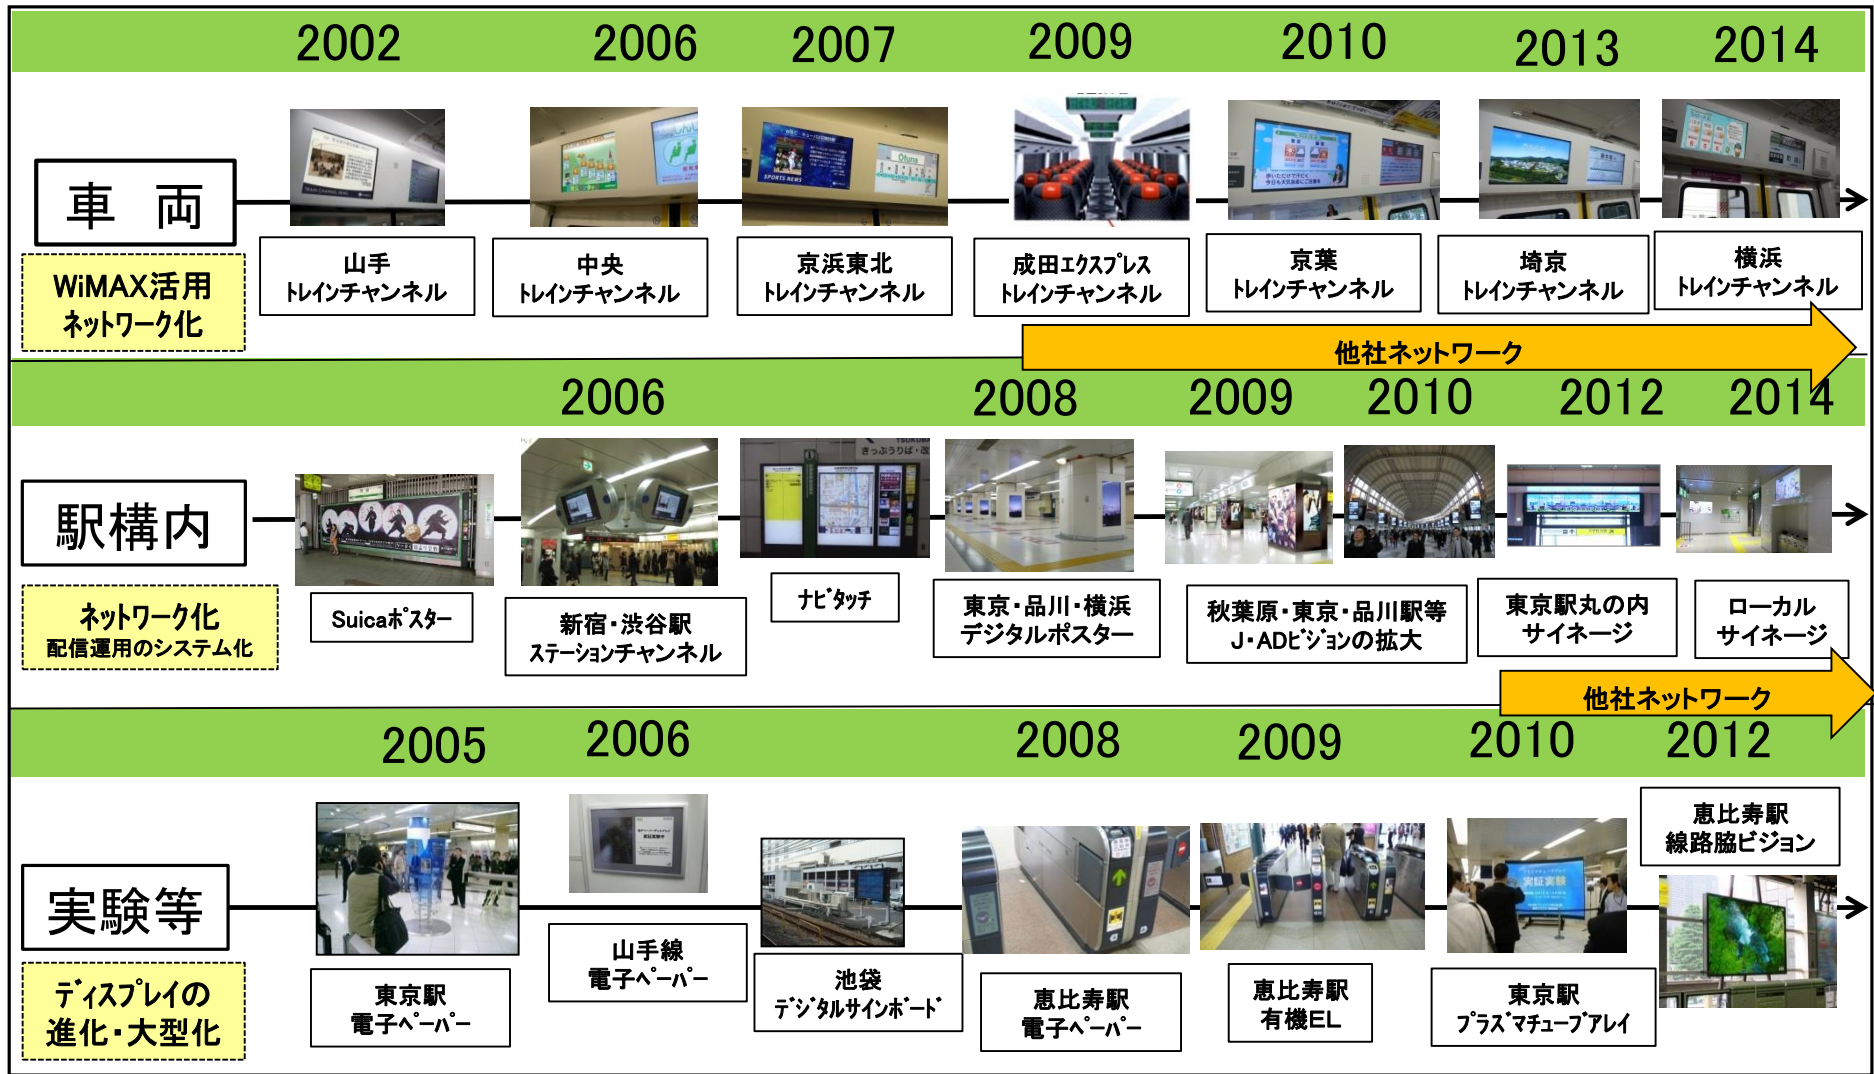 2002
2006
2007
2009
2010
2013
2014
車 両
WiMAX活用
ネットワーク化
山手
トレインチャンネル
中央
トレインチャンネル
京浜東北
トレインチャンネル
成田エクスプレス
トレインチャンネル
京葉
トレインチャンネル
埼京
トレインチャンネル
横浜
トレインチャンネル
SPORTS NEWS
Ofuna
他社ネットワーク
2006
2008
2009
2010
2012
2014
駅構内
ネットワーク化
配信運用のシステム化
Suicaポスター
新宿・渋谷駅
ステーションチャンネル
きっぷうりば・改
ナビタッチ
東京・品川・横浜
デジタルポスター
秋葉原・東京・品川駅等
J・ADビジョンの拡大
東京駅丸の内
サイネージ
ローカル
サイネージ
他社ネットワーク
2005
2006
2008
2009
2010
2012
実験等
ディスプレイの
進化・大型化
東京駅
電子ペーパー
山手線
電子ペーパー
池袋
デジタルサインボード
恵比寿駅
電子ペーパー
恵比寿駅
有機EL
実証実験
東京駅
プラズマチューブアレイ
恵比寿駅
線路脇ビジョン